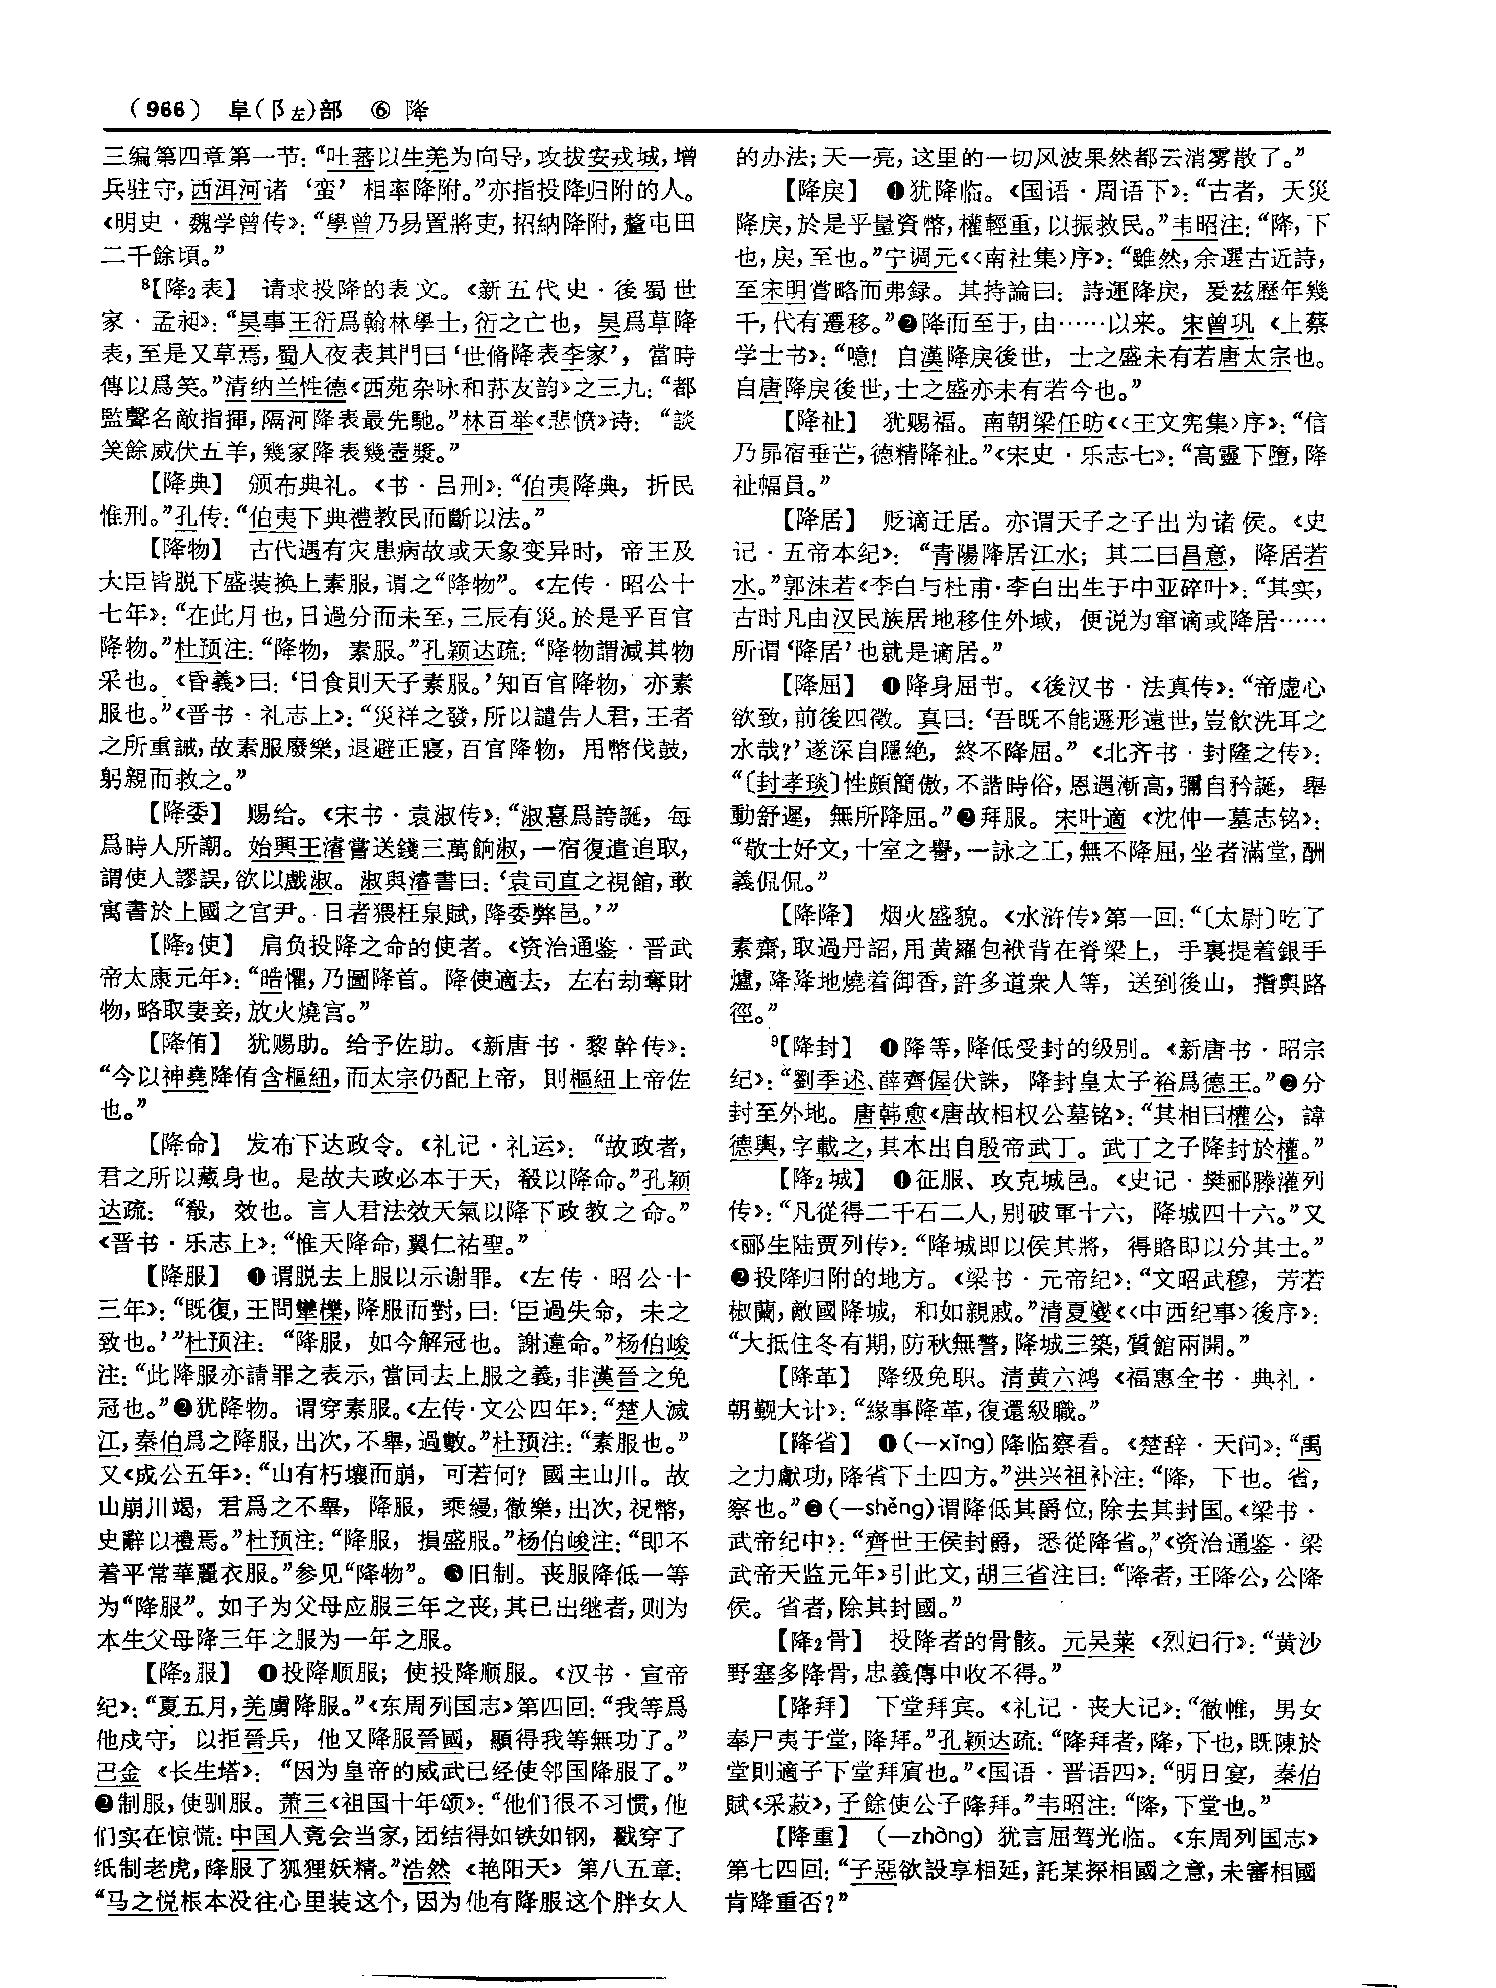 （966） 阜（阝左）部 ⑥ 降
三编第四章第一节：“吐蕃以生羌为向导，攻拔安戎城，增
兵驻守，西洱河诸‘蛮’相率降附。”亦指投降归附的人。
《明史·魏学曾传》：“學曾乃易置將吏，招納降附，釐屯田
二千餘頃。”
⁸【降₂表】 请求投降的表文。《新五代史·後蜀世
家·孟昶》：“昊事王衍爲翰林學士，衍之亡也，昊爲草降
表，至是又草焉，蜀人夜表其門曰‘世脩降表李家’，當時
傳以爲笑。”清纳兰性德《西苑杂咏和荪友韵》之三九：“都
監聲名敵指揮，隔河降表最先馳。”林百举《悲愤》诗：“談
笑餘威伏五羊，幾家降表幾壺漿。”
【降典】 颁布典礼。《书·吕刑》：“伯夷降典，折民
惟刑。”孔传：“伯夷下典禮教民而斷以法。”
【降物】 古代遇有灾患病故或天象变异时，帝王及
大臣皆脱下盛装换上素服，谓之“降物”。《左传·昭公十
七年》：“在此月也，日過分而未至，三辰有災。於是乎百官
降物。”杜预注：“降物，素服。”孔颖达疏：“降物謂減其物
采也。《昏義》曰：‘日食則天子素服。’知百官降物，亦素
服也。”《晋书·礼志上》：“災祥之發，所以譴告人君，王者
之所重誡，故素服廢樂，退避正寢，百官降物，用幣伐鼓，
躬親而救之。”
【降委】 赐给。《宋书·袁淑传》：“淑憙爲誇誕，每
爲時人所嘲。始興王濬嘗送錢三萬餉淑，一宿復遣追取，
謂使人謬誤，欲以戲淑。淑與濬書曰：‘袁司直之視館，敢
寓書於上國之宫尹。日者猥枉泉賦，降委弊邑。’”
【降₂使】 肩负投降之命的使者。《资治通鉴·晋武
帝太康元年》：“皓懼，乃圖降首。降使適去，左右劫奪財
物，略取妻妾，放火燒宫。”
【降侑】 犹赐助。给予佐助。《新唐书·黎幹传》：
“今以神堯降侑含樞紐，而太宗仍配上帝，則樞紐上帝佐
也。”
【降命】 发布下达政令。《礼记·礼运》：“故政者，
君之所以藏身也。是故夫政必本于天，殽以降命。”孔颖
达疏：“殽，效也。言人君法效天氣以降下政教之命。”
《晋书·乐志上》：“惟天降命，翼仁祐聖。”
【降服】 ❶谓脱去上服以示谢罪。《左传·昭公十
三年》：“既復，王問犨櫟，降服而對，曰：‘臣過失命，未之
致也。’”杜预注：“降服，如今解冠也。謝違命。”杨伯峻
注：“此降服亦請罪之表示，當同去上服之義，非漢晉之免
冠也。”❷犹降物。谓穿素服。《左传·文公四年》：“楚人滅
江，秦伯爲之降服，出次，不舉，過數。”杜预注：“素服也。”
又《成公五年》：“山有朽壤而崩，可若何？國主山川。故
山崩川竭，君爲之不舉，降服，乘縵，徹樂，出次，祝幣，
史辭以禮焉。”杜预注：“降服，損盛服。”杨伯峻注：“即不
着平常華麗衣服。”参见“降物”。❸旧制。丧服降低一等
为“降服”。如子为父母应服三年之丧，其已出继者，则为
本生父母降三年之服为一年之服。
【降₂服】 ❶投降顺服；使投降顺服。《汉书·宣帝
纪》：“夏五月，羌虜降服。”《东周列国志》第四回：“我等爲
他戍守，以拒晉兵，他又降服晉國，顯得我等無功了。”
巴金《长生塔》：“因为皇帝的威武已经使邻国降服了。”
❷制服，使驯服。萧三《祖国十年颂》：“他们很不习惯，他
们实在惊慌：中国人竟会当家，团结得如铁如钢，戳穿了
纸制老虎，降服了狐狸妖精。”浩然《艳阳天》第八五章：
“马之悦根本没往心里装这个，因为他有降服这个胖女人
的办法；天一亮，这里的一切风波果然都云消雾散了。”
【降戾】 ❶犹降临。《国语·周语下》：“古者，天災
降戾，於是乎量資幣，權輕重，以振救民。”韦昭注：“降，下
也，戾，至也。”宁调元《〈南社集〉序》：“雖然，余選古近詩，
至宋明嘗略而弗録。其持論曰：詩運降戾，爰兹歷年幾
千，代有遷移。”❷降而至于，由……以来。宋曾巩《上蔡
学士书》：“噫！自漢降戾後世，士之盛未有若唐太宗也。
自唐降戾後世，士之盛亦未有若今也。”
【降祉】 犹赐福。南朝梁任昉《〈王文宪集〉序》：“信
乃昴宿垂芒，德精降祉。”《宋史·乐志七》：“高靈下墮，降
祉幅員。”
【降居】 贬谪迁居。亦谓天子之子出为诸侯。《史
记·五帝本纪》：“青陽降居江水；其二曰昌意，降居若
水。”郭沫若《李白与杜甫·李白出生于中亚碎叶》：“其实，
古时凡由汉民族居地移住外域，便说为窜谪或降居……
所谓‘降居’也就是谪居。”
【降屈】 ❶降身屈节。《後汉书·法真传》：“帝虚心
欲致，前後四徵。真曰：‘吾既不能遯形遠世，豈飲洗耳之
水哉？’遂深自隱絶，終不降屈。”《北齐书·封隆之传》：
“〔封孝琰〕性頗簡傲，不諧時俗，恩遇漸高，彌自矜誕，舉
動舒遲，無所降屈。”❷拜服。宋叶適《沈仲一墓志铭》：
“敬士好文，十室之譽，一詠之工，無不降屈，坐者滿堂，酬
義侃侃。”
【降降】 烟火盛貌。《水浒传》第一回：“〔太尉〕吃了
素齋，取過丹詔，用黄羅包袱背在脊梁上，手裏提着銀手
爐，降降地燒着御香，許多道衆人等，送到後山，指與路
徑。”
⁹【降封】 ❶降等，降低受封的级别。《新唐书·昭宗
纪》：“劉季述、薛齊偓伏誅，降封皇太子裕爲德王。”❷分
封至外地。唐韩愈《唐故相权公墓铭》：“其相曰權公，諱
德輿，字載之，其本出自殷帝武丁。武丁之子降封於權。”
【降₂城】 ❶征服、攻克城邑。《史记·樊郦滕灌列
传》：“凡從得二千石二人，别破軍十六，降城四十六。”又
《郦生陆贾列传》：“降城即以侯其將，得賂即以分其士。”
❷投降归附的地方。《梁书·元帝纪》：“文昭武穆，芳若
椒蘭，敵國降城，和如親戚。”清夏燮《〈中西纪事〉後序》：
“大抵住冬有期，防秋無警，降城三築，質館兩開。”
【降革】 降级免职。清黄六鸿《福惠全书·典礼·
朝觐大计》：“緣事降革，復還級職。”
【降省】 ❶（—xǐng）降临察看。《楚辞·天问》：“禹
之力獻功，降省下土四方。”洪兴祖补注：“降，下也。省，
察也。”❷（—shěng）谓降低其爵位，除去其封国。《梁书·
武帝纪中》：“齊世王侯封爵，悉從降省。”《资治通鉴·梁
武帝天监元年》引此文，胡三省注曰：“降者，王降公，公降
侯。省者，除其封國。”
【降₂骨】 投降者的骨骸。元吴莱《烈妇行》：“黄沙
野塞多降骨，忠義傳中收不得。”
【降拜】 下堂拜宾。《礼记·丧大记》：“徹帷，男女
奉尸夷于堂，降拜。”孔颖达疏：“降拜者，降，下也，既陳於
堂則適子下堂拜賓也。”《国语·晋语四》：“明日宴，秦伯
賦《采菽》，子餘使公子降拜。”韦昭注：“降，下堂也。”
【降重】 （—zhòng）犹言屈驾光临。《东周列国志》
第七四回：“子惡欲設享相延，託某探相國之意，未審相國
肯降重否？”